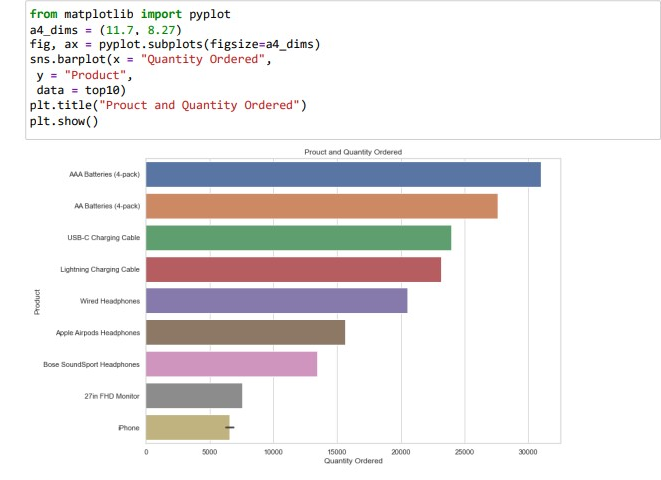 from matplotlib import pyplot
a4_dims = (11.7, 8.27)
fig, ax = pyplot.subplots(figsize=a4_dims)
sns.barplot(x = "Quantity Ordered",
 y = "Product",
 data = top10)
plt.title("Prouct and Quantity Ordered")
plt.show()
Prouct and Quantity Ordered
AAA Batteries (4-pack)
AA Batteries (4-pack)
USB-C Charging Cable
Lightning Charging Cable
Wired Headphones
Product
Apple Airpods Headphones
Bose SoundSport Headphones
27in FHD Monitor
iPhone
0 5000 10000 15000 20000 25000 30000
Quantity Ordered